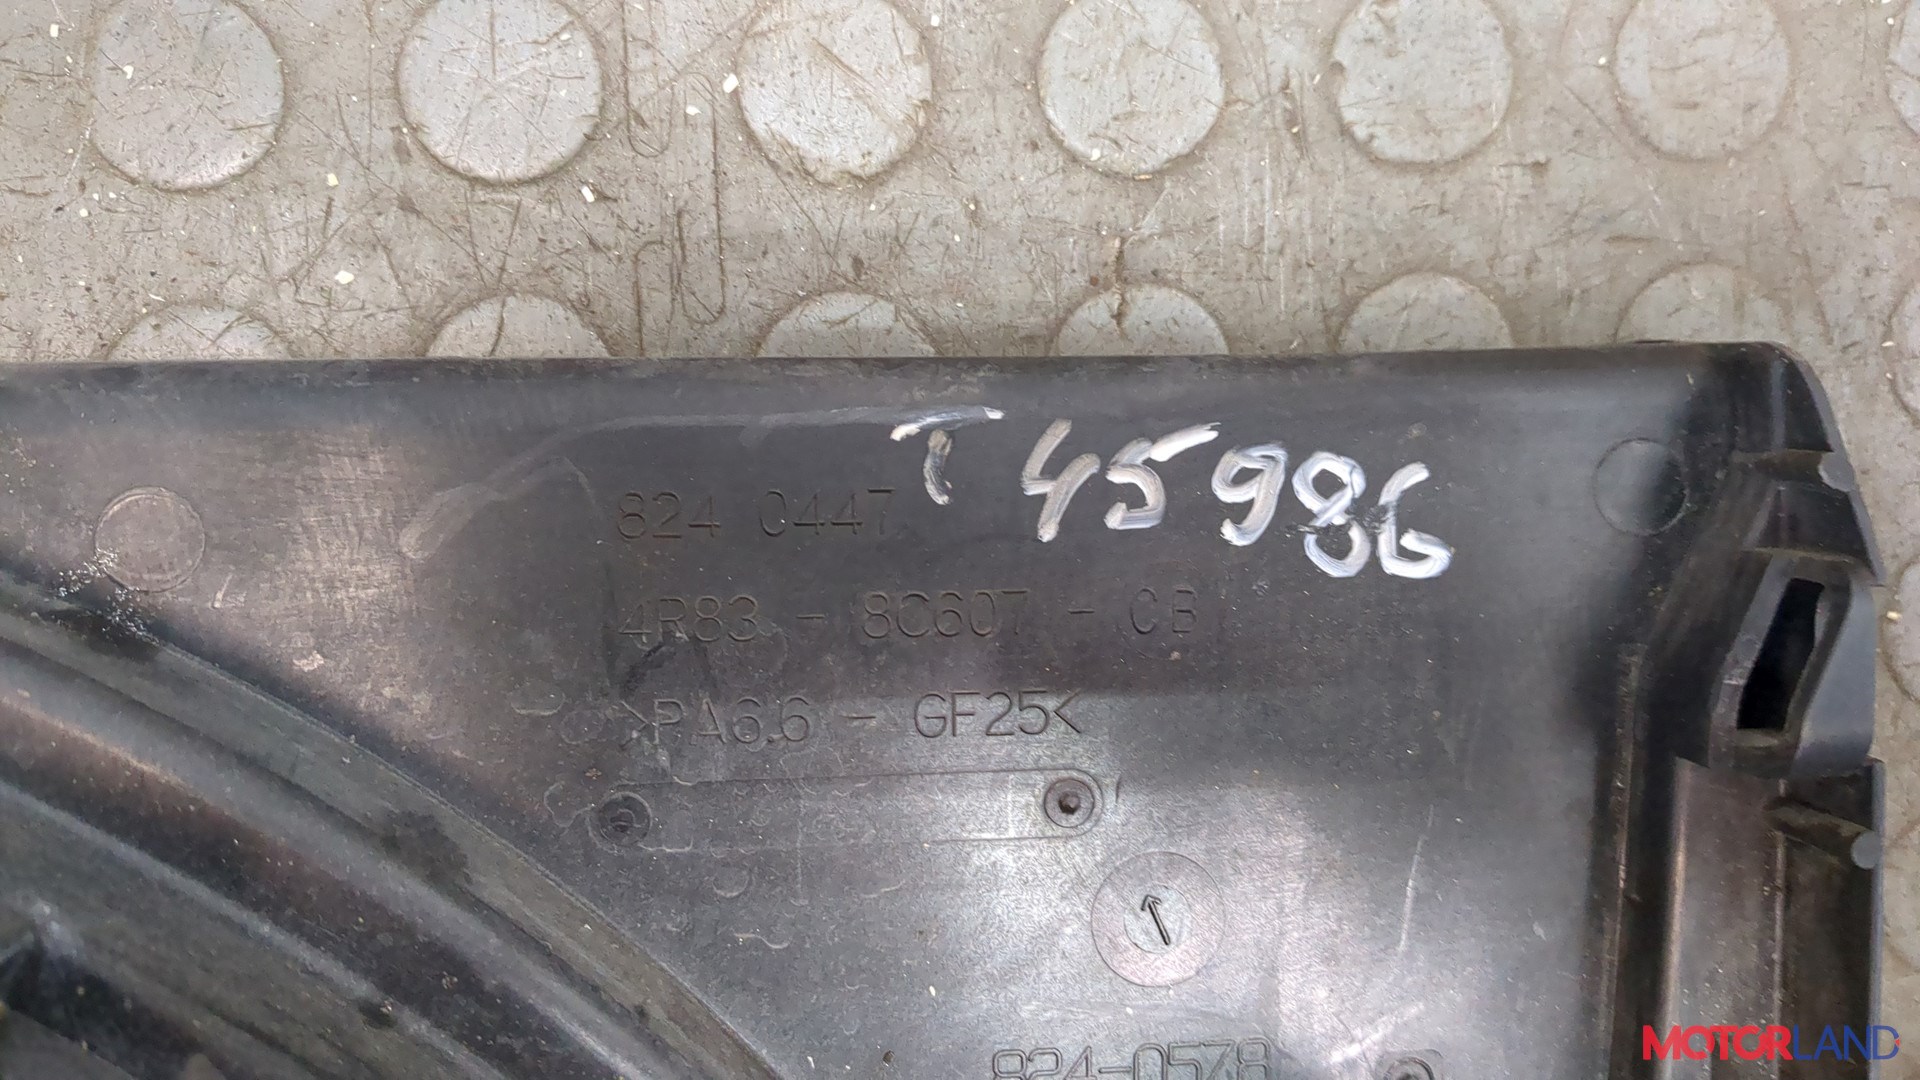 T 45986
824 0447
4R83 - 8C607 - CB
>PA6.6 - GF25<
824-0578
MOTORLAND